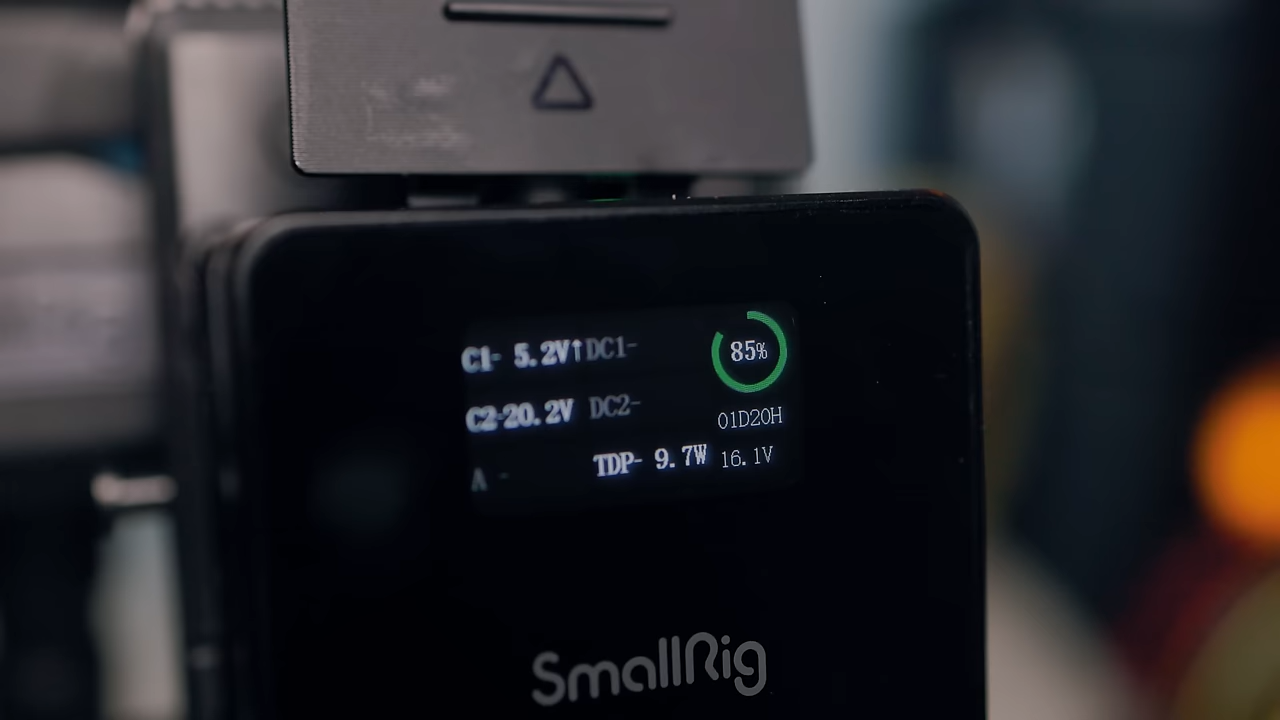 C1- 5.2V↑ DC1- 85%
C2-20.2V DC2- 01D20H
A - TDP- 9.7W 16.1V
SmallRig